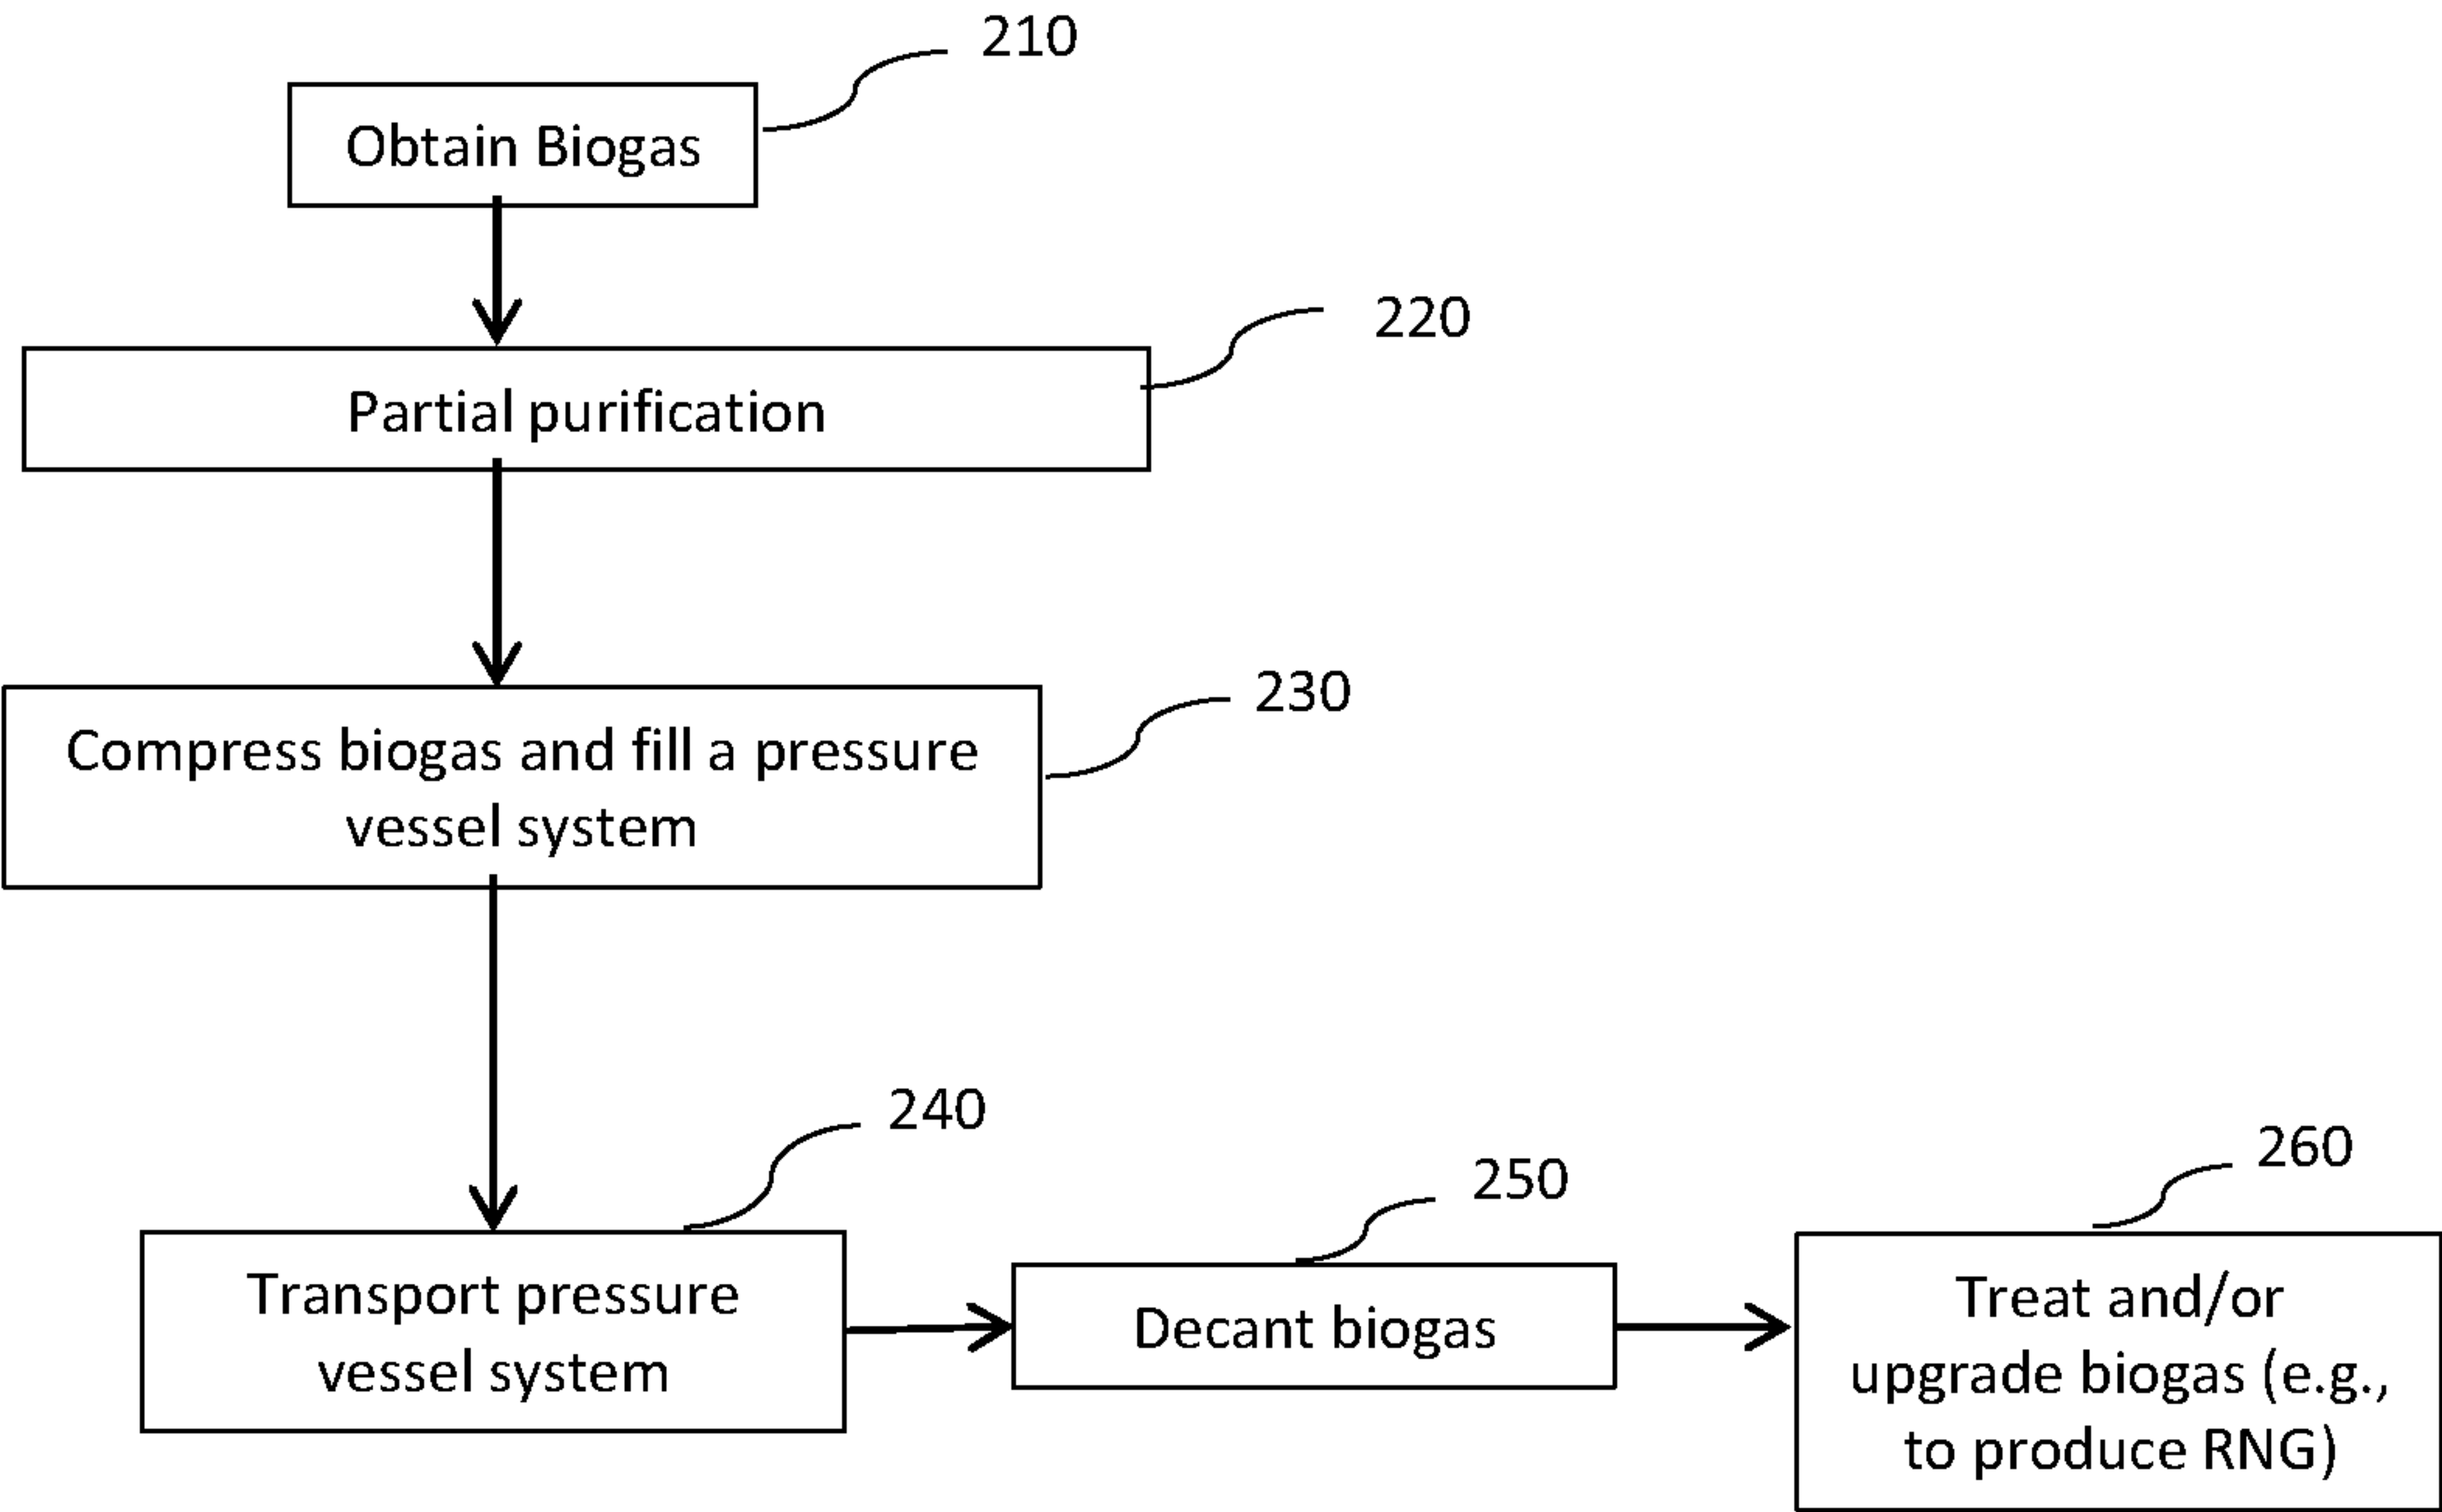 210
Obtain Biogas
220
Partial purification
230
Compress biogas and fill a pressure
vessel system
240
Transport pressure
vessel system
250
Decant biogas
260
Treat and/or
upgrade biogas (e.g.,
to produce RNG)